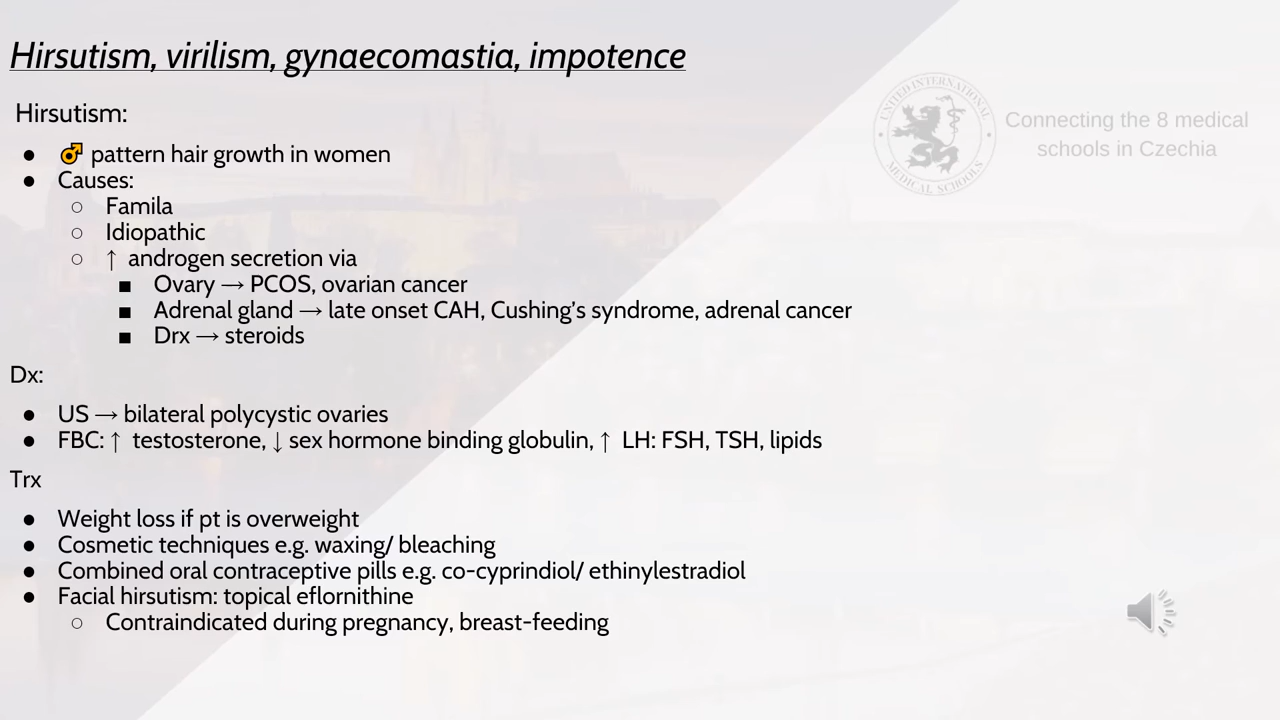 Hirsutism, virilism, gynaecomastia, impotence
UNITED INTERNATIONAL
MEDICAL SCHOOLS
Connecting the 8 medical
schools in Czechia
Hirsutism:
● ♂ pattern hair growth in women
● Causes:
○ Famila
○ Idiopathic
○ ↑ androgen secretion via
■ Ovary → PCOS, ovarian cancer
■ Adrenal gland → late onset CAH, Cushing’s syndrome, adrenal cancer
■ Drx → steroids
Dx:
● US → bilateral polycystic ovaries
● FBC: ↑ testosterone, ↓ sex hormone binding globulin, ↑ LH: FSH, TSH, lipids
Trx
● Weight loss if pt is overweight
● Cosmetic techniques e.g. waxing/ bleaching
● Combined oral contraceptive pills e.g. co-cyprindiol/ ethinylestradiol
● Facial hirsutism: topical eflornithine
○ Contraindicated during pregnancy, breast-feeding